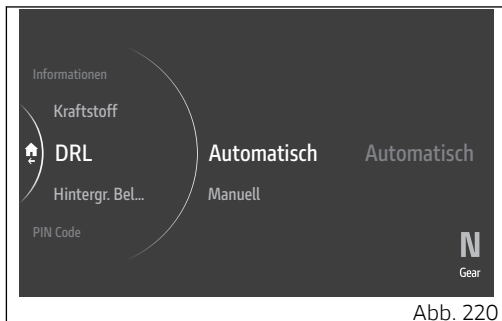 Informationen
Kraftstoff
DRL Automatisch Automatisch
Hintergr. Bel... Manuell
PIN Code
N
Gear
Abb. 220